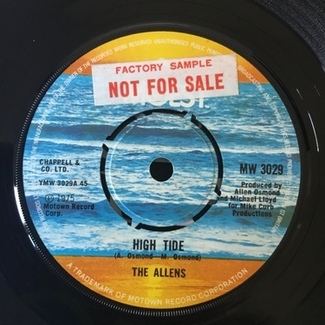 FACTORY SAMPLE
NOT FOR SALE
CHAPPELL &
CO. LTD.
YMW 3029A 45
℗ 1975
Motown Record
Corp.
MW 3029
Produced by
Allen Osmond
and Michael Lloyd
for Mike Curb
Productions
HIGH TIDE
(A. Osmond—M. Osmond)
THE ALLENS
A TRADEMARK OF MOTOWN RECORD CORPORATION